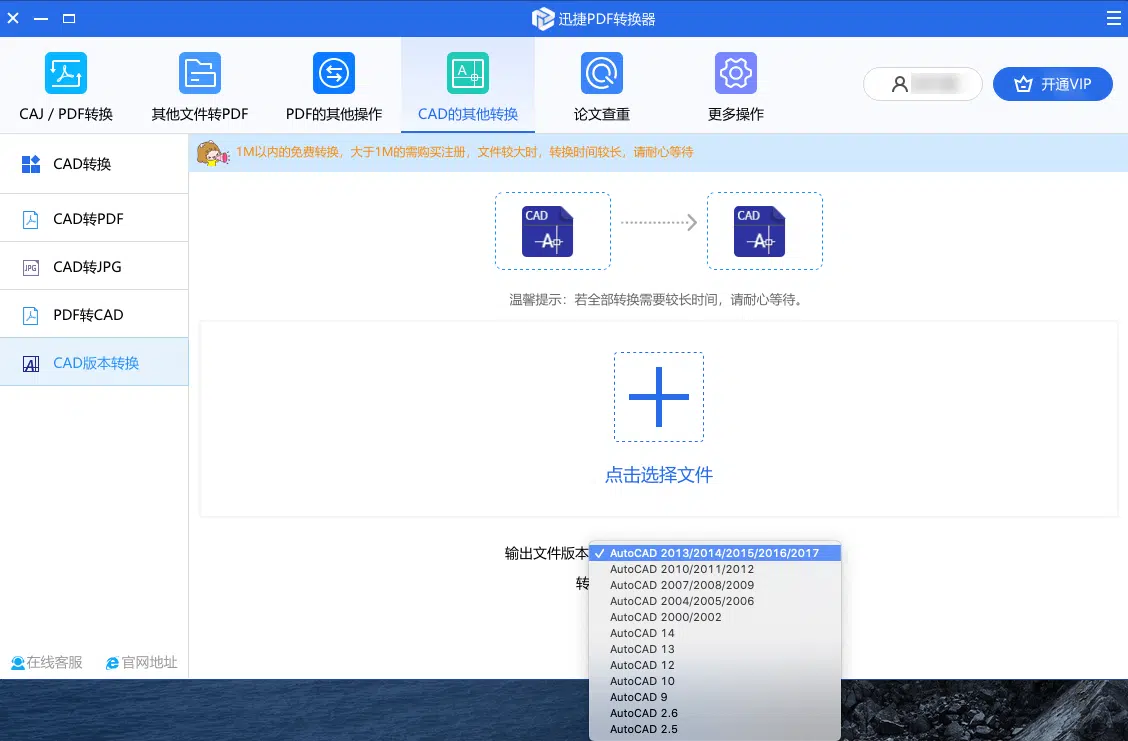 迅捷PDF转换器
CAJ / PDF转换
其他文件转PDF
PDF的其他操作
CAD的其他转换
论文查重
更多操作
开通VIP
CAD转换
CAD转PDF
CAD转JPG
PDF转CAD
CAD版本转换
在线客服
官网地址
1M以内的免费转换，大于1M的需购买注册，文件较大时，转换时间较长，请耐心等待
CAD
CAD
温馨提示：若全部转换需要较长时间，请耐心等待。
点击选择文件
输出文件版本
转
✓ AutoCAD 2013/2014/2015/2016/2017
AutoCAD 2010/2011/2012
AutoCAD 2007/2008/2009
AutoCAD 2004/2005/2006
AutoCAD 2000/2002
AutoCAD 14
AutoCAD 13
AutoCAD 12
AutoCAD 10
AutoCAD 9
AutoCAD 2.6
AutoCAD 2.5